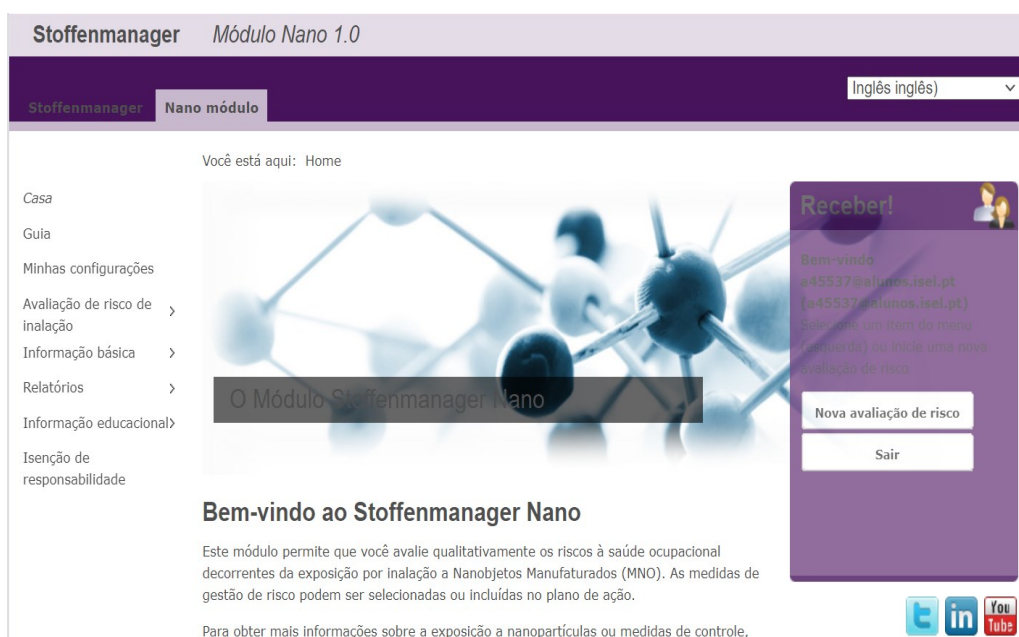 Stoffenmanager Módulo Nano 1.0
Inglês inglês)
Stoffenmanager Nano módulo
Você está aqui: Home
Casa
Guia
Minhas configurações
Avaliação de risco de
inalação
Informação básica
Relatórios
Informação educacional
Isenção de
responsabilidade
O Módulo Stoffenmanager Nano
Receber!
Bem-vindo
a45537@alunos.isel.pt
(a45537@alunos.isel.pt)
Selecione um item do menu
(esquerda) ou inicie uma nova
avaliação de risco
Nova avaliação de risco
Sair
Bem-vindo ao Stoffenmanager Nano
Este módulo permite que você avalie qualitativamente os riscos à saúde ocupacional
decorrentes da exposição por inalação a Nanobjetos Manufaturados (MNO). As medidas de
gestão de risco podem ser selecionadas ou incluídas no plano de ação.
Para obter mais informações sobre a exposição a nanopartículas ou medidas de controle,
in
You
Tube